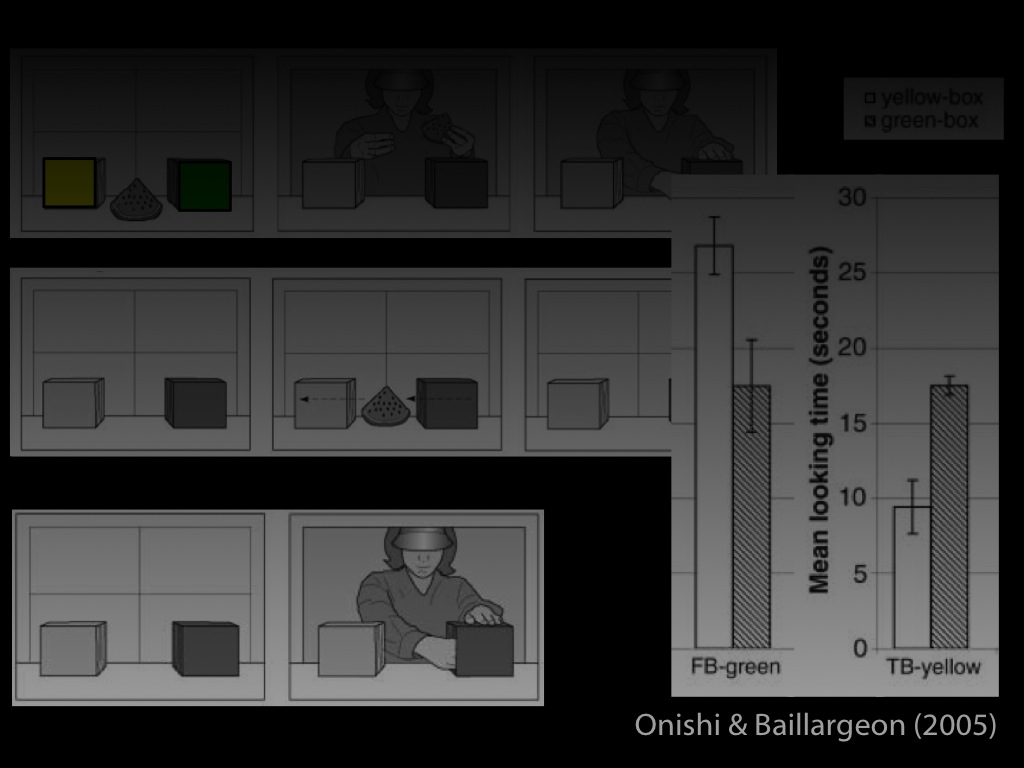 yellow-box
green-box
30
25
20
15
10
5
0
Mean looking time (seconds)
FB-green
TB-yellow
Onishi & Baillargeon (2005)